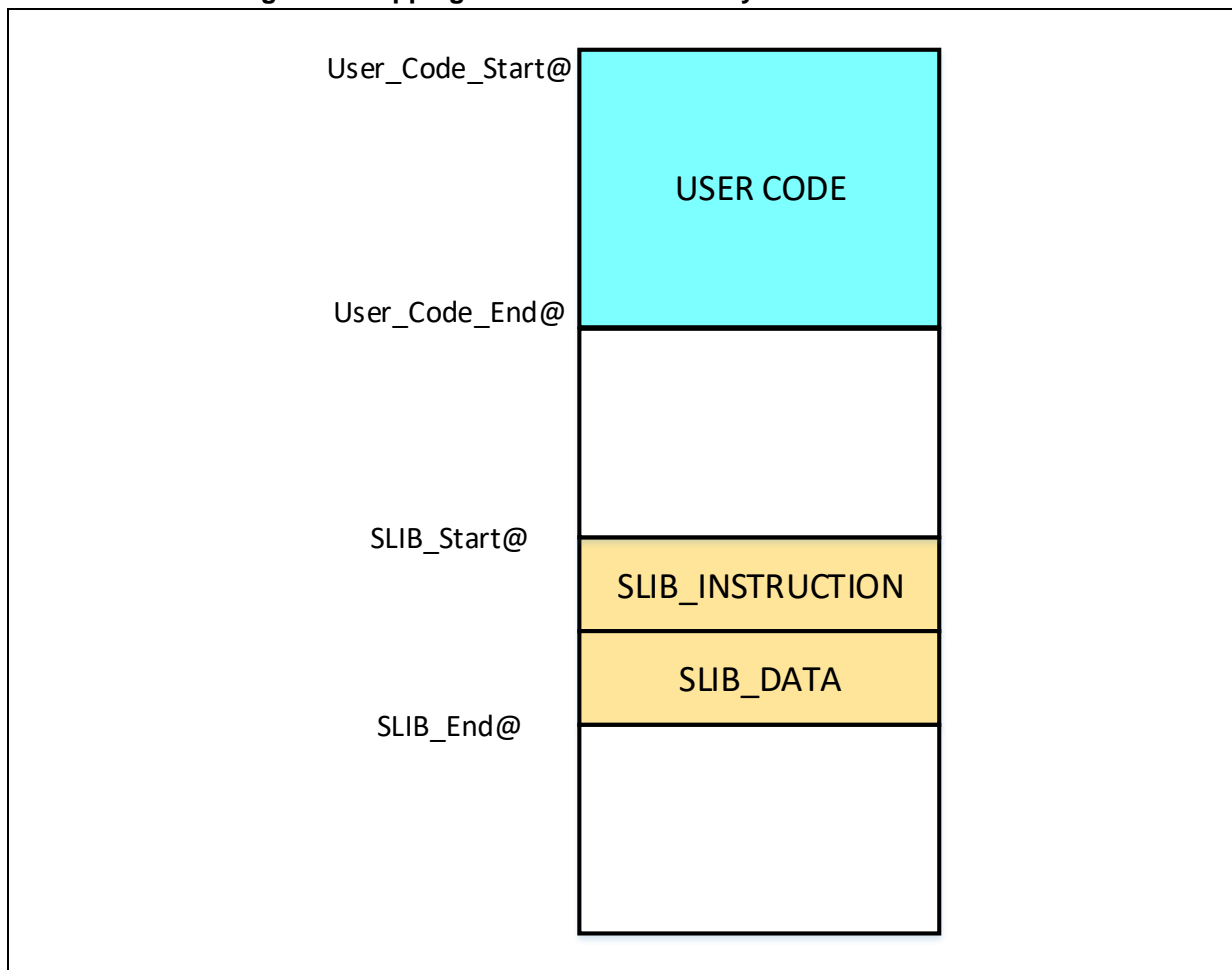 User_Code_Start@
USER CODE
User_Code_End@
SLIB_Start@
SLIB_INSTRUCTION
SLIB_DATA
SLIB_End@